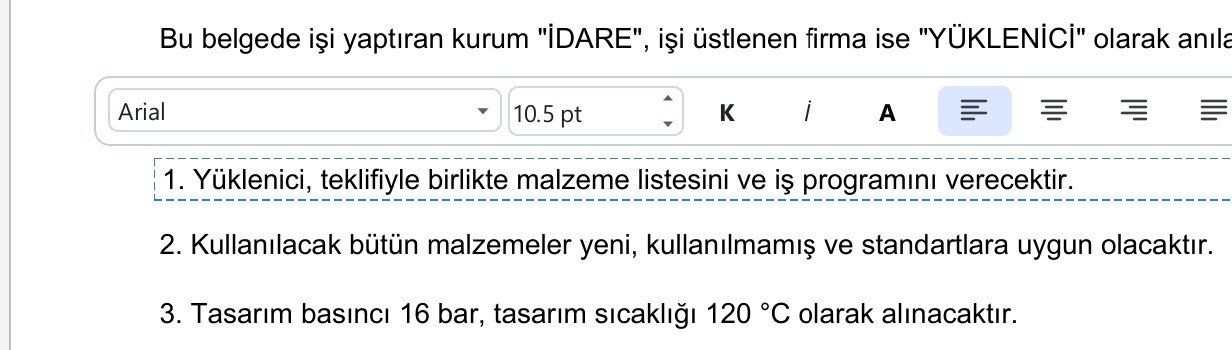 Bu belgede işi yaptıran kurum "İDARE", işi üstlenen firma ise "YÜKLENİCİ" olarak
Arial 10.5 pt K İ A
1. Yüklenici, teklifiyle birlikte malzeme listesini ve iş programını verecektir.
2. Kullanılacak bütün malzemeler yeni, kullanılmamış ve standartlara uygun olacaktır.
3. Tasarım basıncı 16 bar, tasarım sıcaklığı 120 °C olarak alınacaktır.